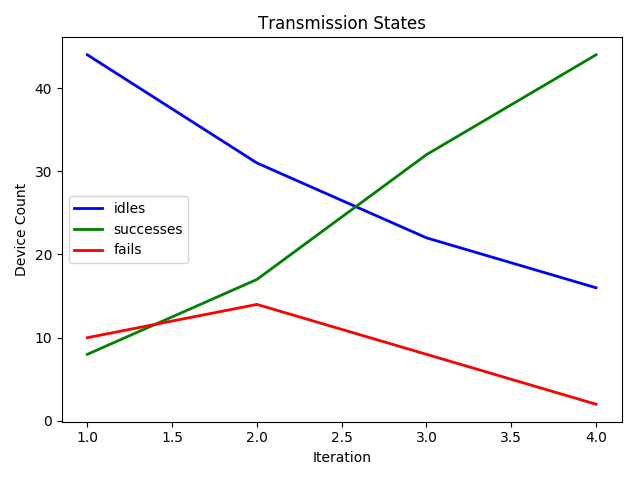 Transmission States
Device Count
40
30
20
10
0
idles
successes
fails
1.0 1.5 2.0 2.5 3.0 3.5 4.0
Iteration